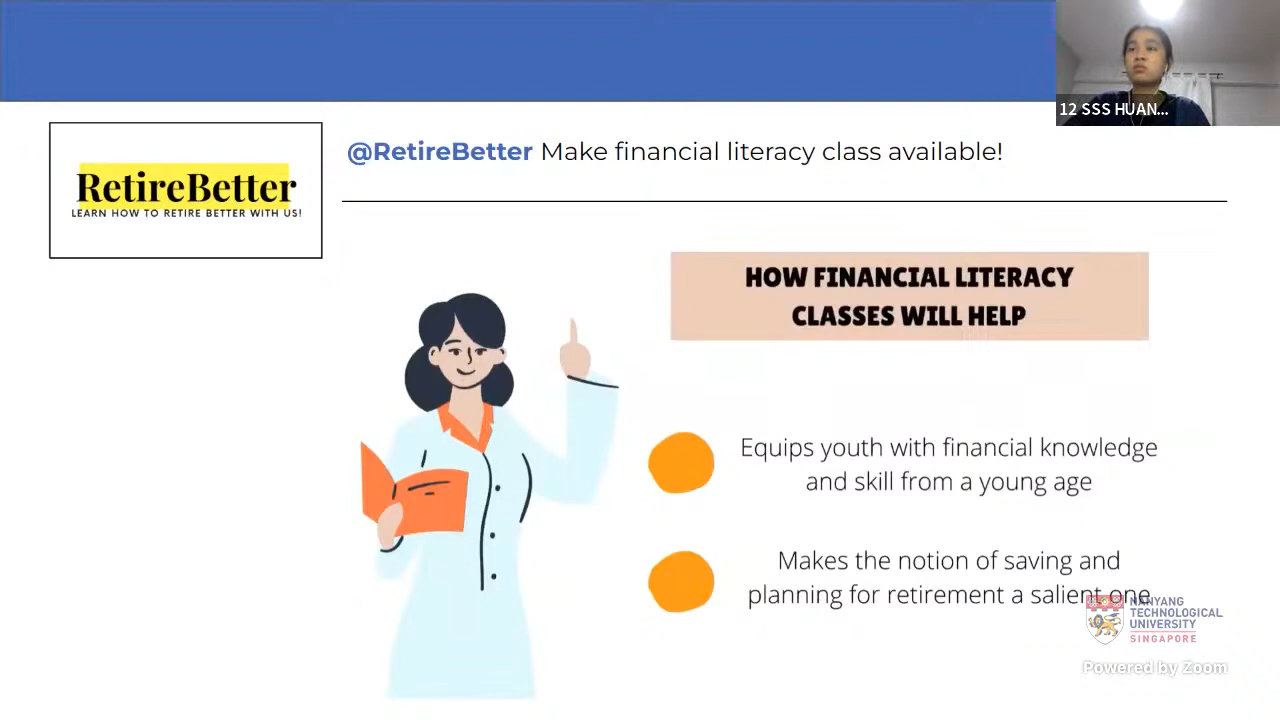 12 SSS HUAN...
@RetireBetter Make financial literacy class available!
RetireBetter
LEARN HOW TO RETIRE BETTER WITH US!
HOW FINANCIAL LITERACY
CLASSES WILL HELP
Equips youth with financial knowledge
and skill from a young age
Makes the notion of saving and
planning for retirement a salient one
NANYANG
TECHNOLOGICAL
UNIVERSITY
SINGAPORE
Powered by Zoom